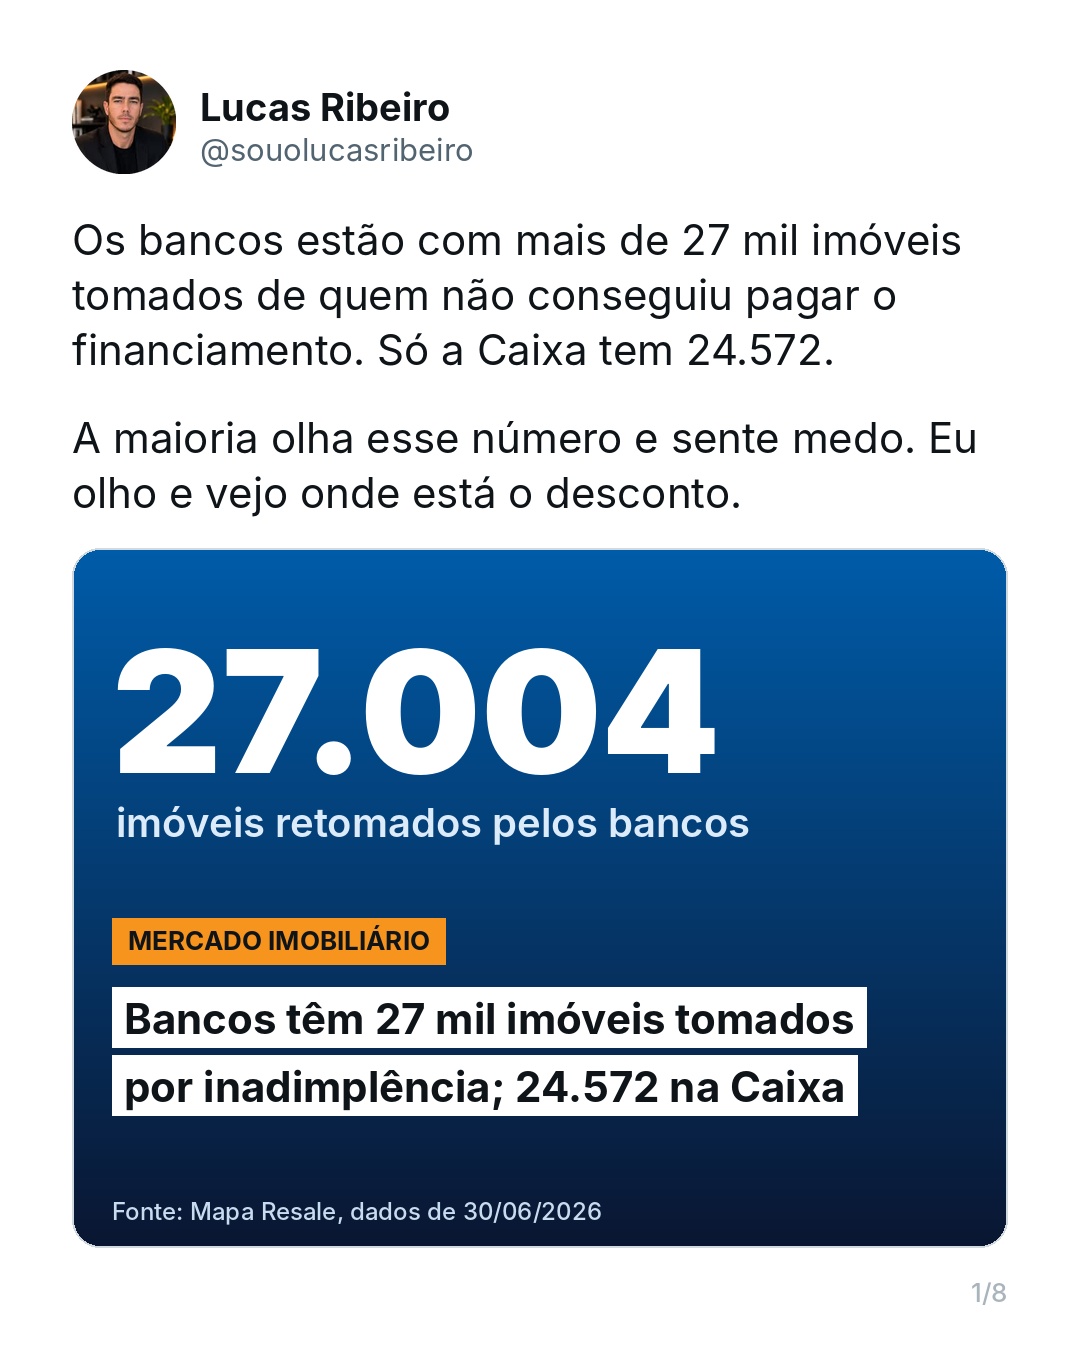 Lucas Ribeiro
@souolucasribeiro
Os bancos estão com mais de 27 mil imóveis
tomados de quem não conseguiu pagar o
financiamento. Só a Caixa tem 24.572.
A maioria olha esse número e sente medo. Eu
olho e vejo onde está o desconto.
27.004
imóveis retomados pelos bancos
MERCADO IMOBILIÁRIO
Bancos têm 27 mil imóveis tomados
por inadimplência; 24.572 na Caixa
Fonte: Mapa Resale, dados de 30/06/2026
1/8